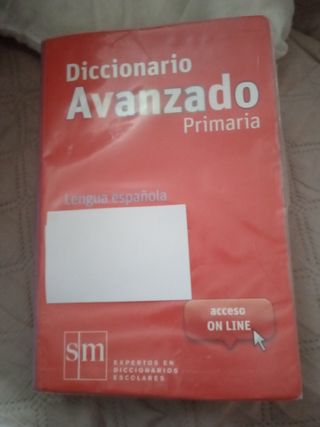 Diccionario
Avanzado
Primaria
Lengua española
acceso
ON LINE
sm
EXPERTOS EN
DICCIONARIOS
ESCOLARES